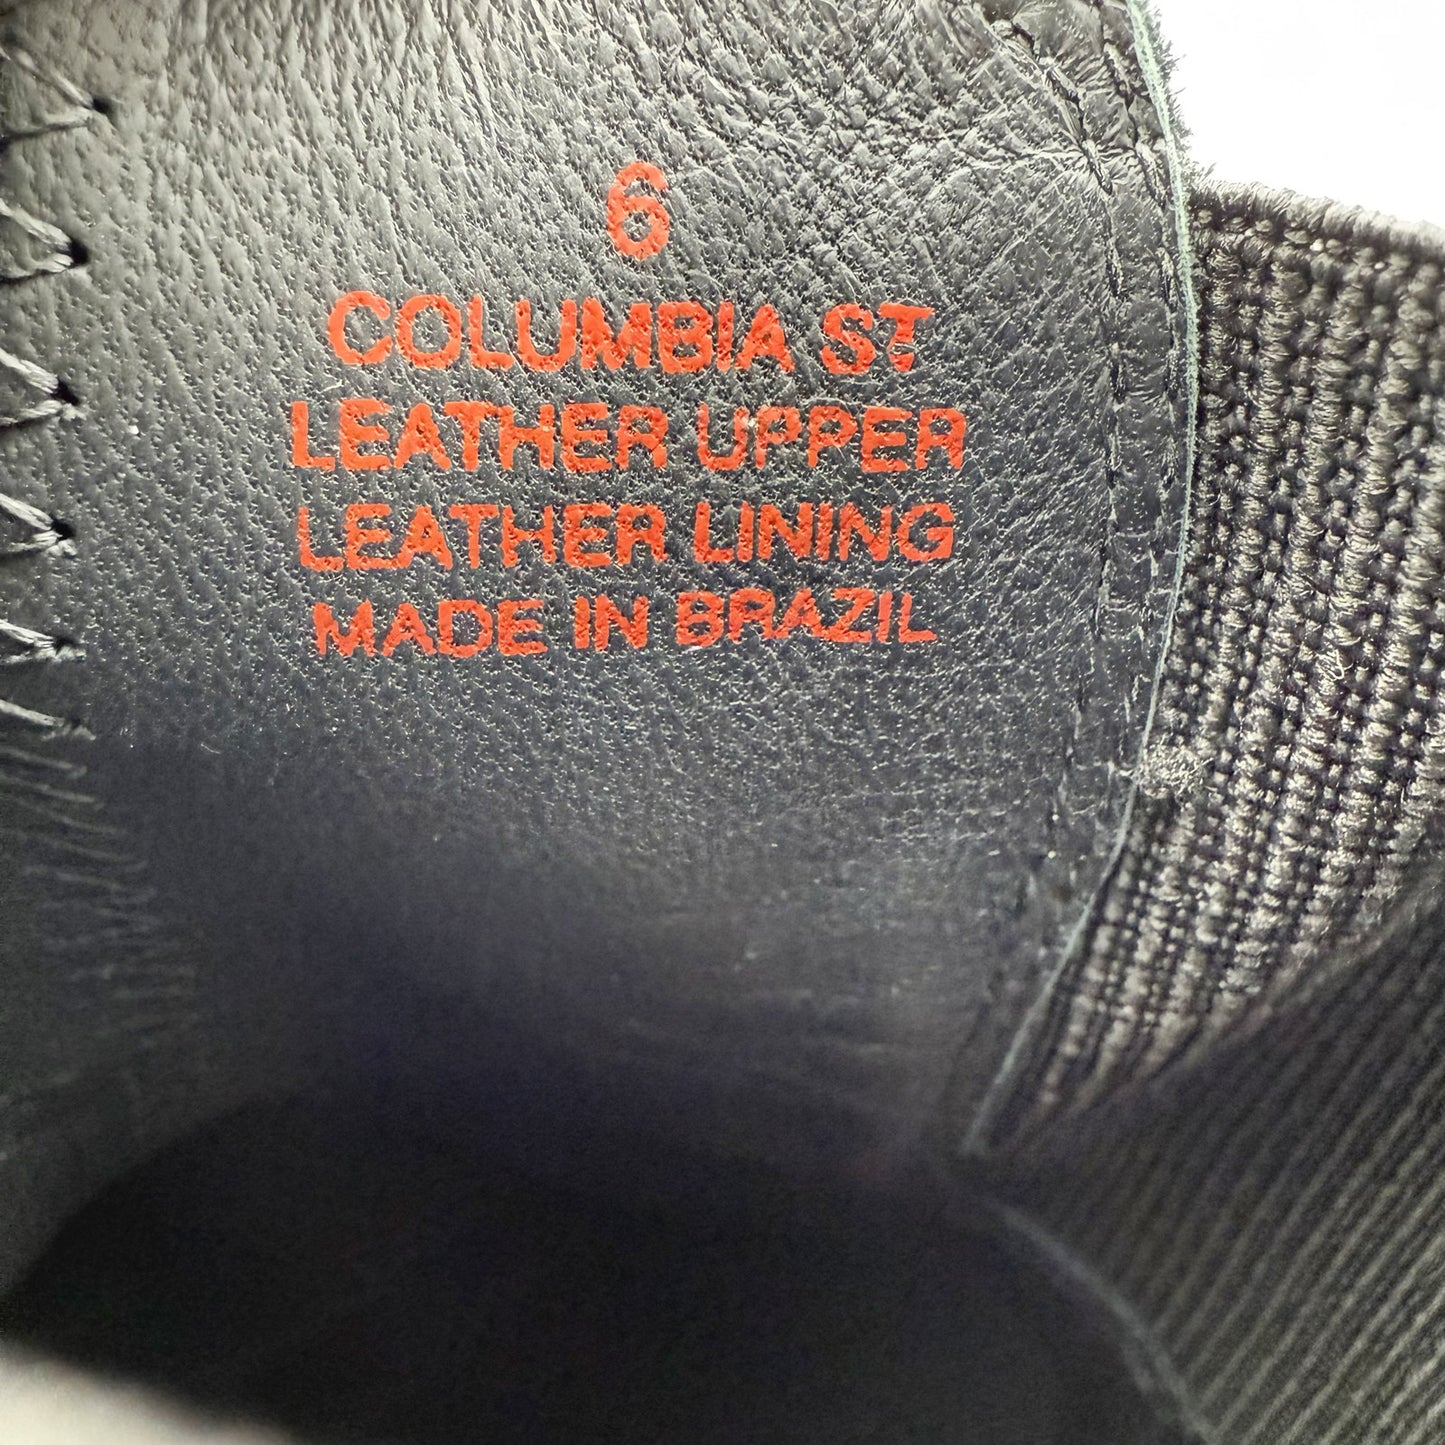 6
COLUMBIA ST
LEATHER UPPER
LEATHER LINING
MADE IN BRAZIL